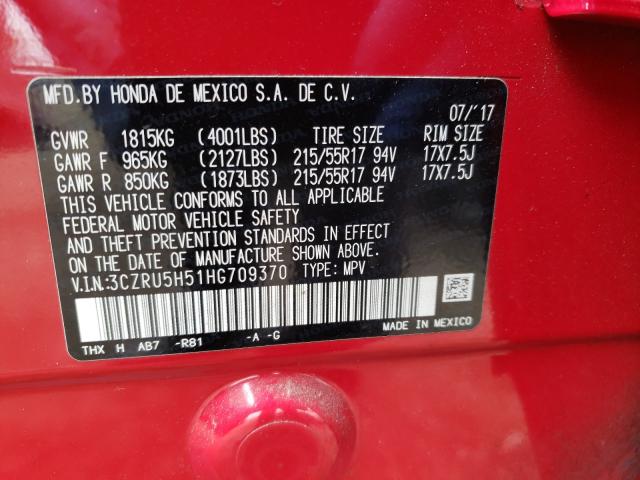 MFD.BY HONDA DE MEXICO S.A. DE C.V.
07/'17
GVWR 1815KG (4001LBS) TIRE SIZE RIM SIZE
GAWR F 965KG (2127LBS) 215/55R17 94V 17X7.5J
GAWR R 850KG (1873LBS) 215/55R17 94V 17X7.5J
THIS VEHICLE CONFORMS TO ALL APPLICABLE
FEDERAL MOTOR VEHICLE SAFETY
AND THEFT PREVENTION STANDARDS IN EFFECT
ON THE DATE OF MANUFACTURE SHOWN ABOVE.
V.I.N.:3CZRU5H51HG709370 TYPE: MPV
THX H AB7 -R81 -A -G MADE IN MEXICO